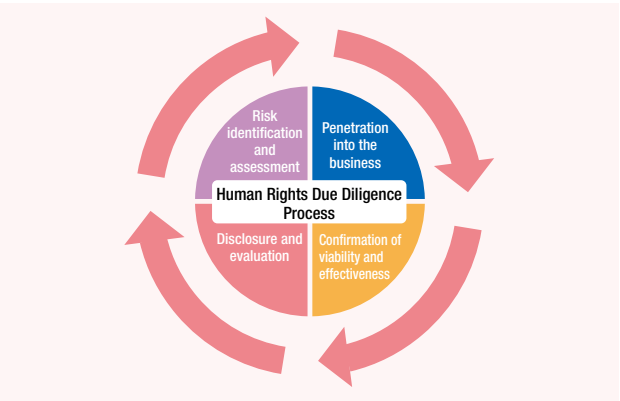 Risk
identification
and
assessment
Penetration
into the
business
Human Rights Due Diligence
Process
Disclosure and
evaluation
Confirmation of
viability and
effectiveness